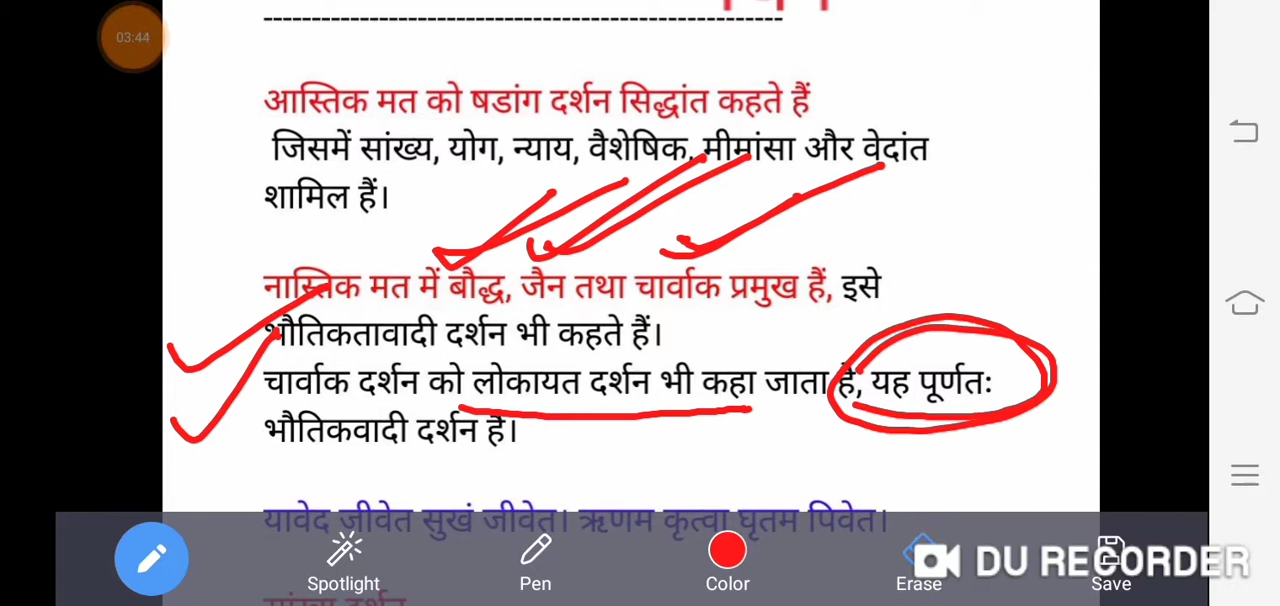 03:44
आस्तिक मत को षडांग दर्शन सिद्धांत कहते हैं
जिसमें सांख्य, योग, न्याय, वैशेषिक, मीमांसा और वेदांत
शामिल हैं।
नास्तिक मत में बौद्ध, जैन तथा चार्वाक प्रमुख हैं, इसे
भौतिकतावादी दर्शन भी कहते हैं।
चार्वाक दर्शन को लोकायत दर्शन भी कहा जाता है, यह पूर्णतः
भौतिकवादी दर्शन है।
यावेद जीवेत सुखं जीवेत। ऋणम कृत्वा घृतम पिवेत।
Spotlight Pen Color Erase Save
DU RECORDER
सांख्य दर्शन